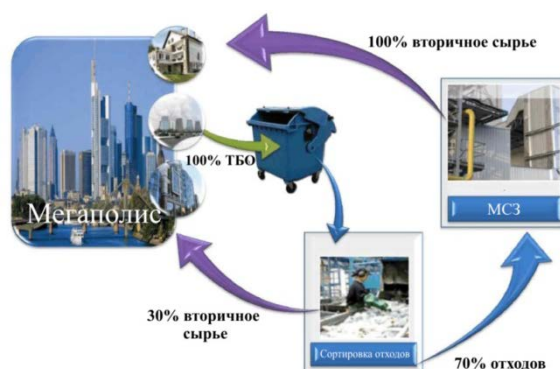 100% вторичное сырье
100% ТБО
Мегаполис
МСЗ
30% вторичное
сырье
Сортировка отходов
70% отходов